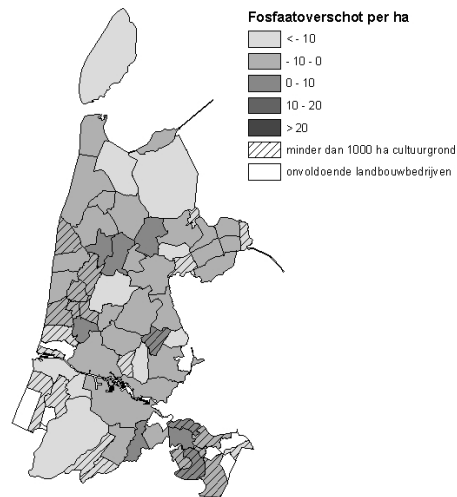 Fosfaatoverschot per ha
< - 10
- 10 - 0
0 - 10
10 - 20
> 20
minder dan 1000 ha cultuurgrond
onvoldoende landbouwbedrijven